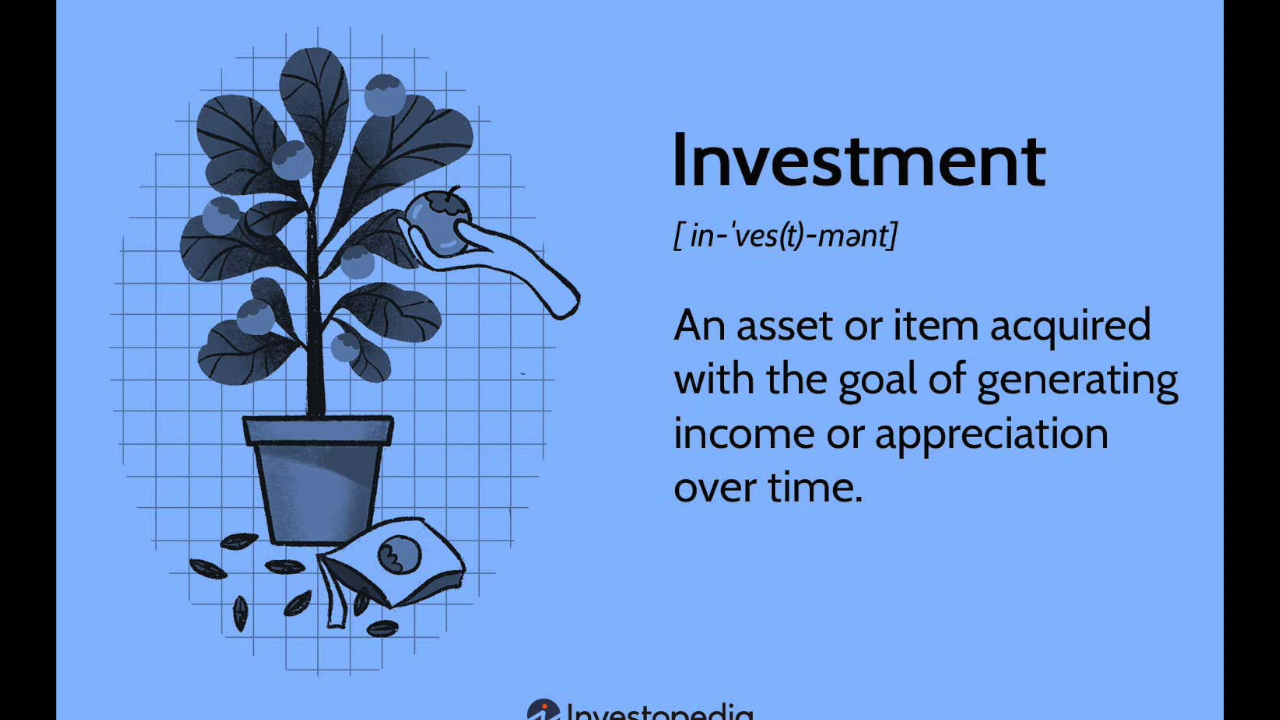 Investment
[ in-ˈves(t)-mənt]
An asset or item acquired
with the goal of generating
income or appreciation
over time.
Investopedia